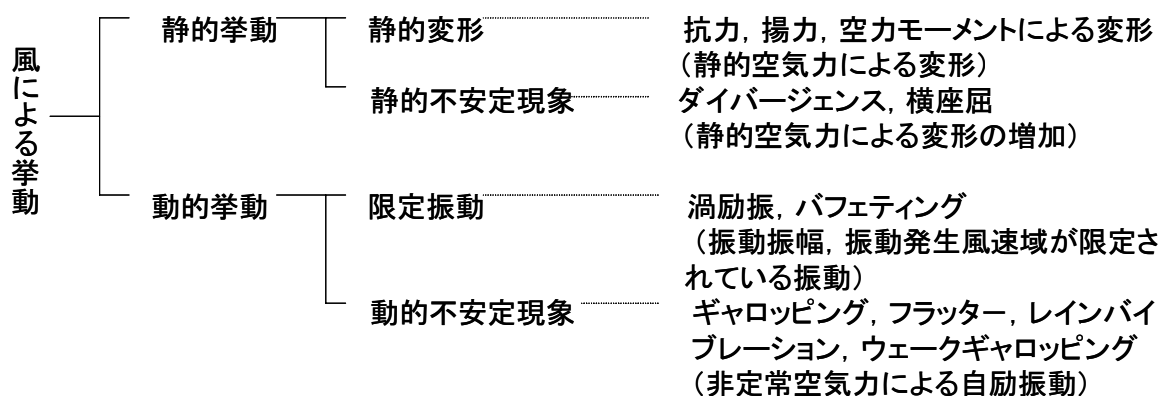 風による挙動
静的挙動
静的変形
抗力, 揚力, 空力モーメントによる変形
(静的空気力による変形)
静的不安定現象
ダイバージェンス, 横座屈
(静的空気力による変形の増加)
動的挙動
限定振動
渦励振, バフェティング
(振動振幅, 振動発生風速域が限定さ
れている振動)
動的不安定現象
ギャロッピング, フラッター, レインバイ
ブレーション, ウェークギャロッピング
(非定常空気力による自励振動)